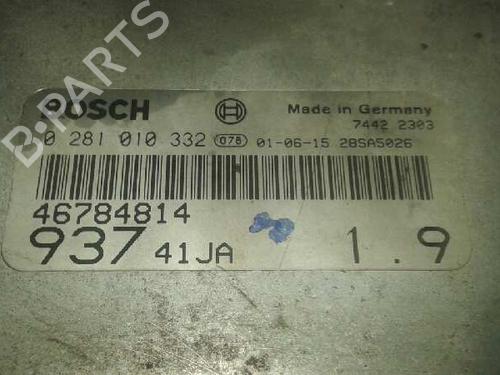 B-PARTS
BOSCH
Made in Germany
7442 2303
0 281 010 332 078 01-06-15 28SA5026
46784814
937 41JA 1.9